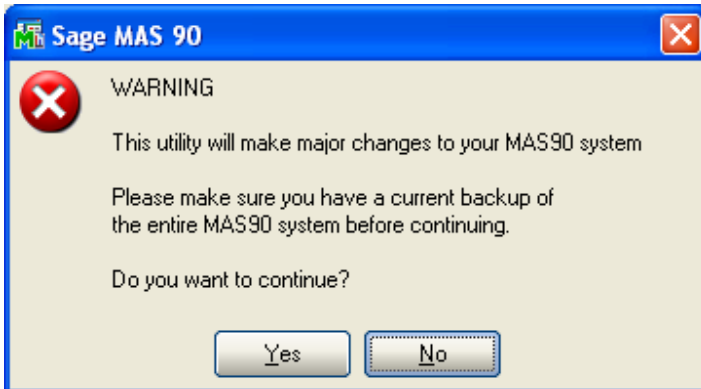 Sage MAS 90
WARNING
This utility will make major changes to your MAS90 system
Please make sure you have a current backup of
the entire MAS90 system before continuing.
Do you want to continue?
Yes
No